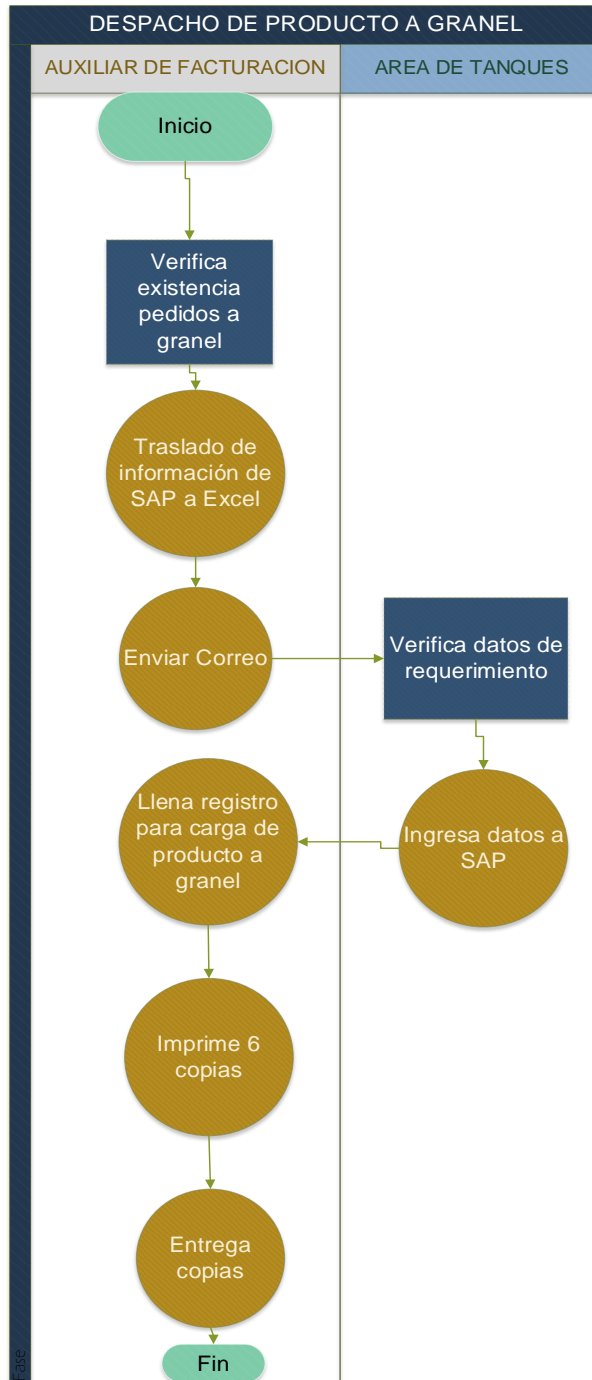 DESPACHO DE PRODUCTO A GRANEL
AUXILIAR DE FACTURACION
AREA DE TANQUES
Inicio
Verifica
existencia
pedidos a
granel
Traslado de
información de
SAP a Excel
Enviar Correo
Verifica datos de
requerimiento
Ingresa datos a
SAP
Llena registro
para carga de
producto a
granel
Imprime 6
copias
Entrega
copias
Fin
Fase